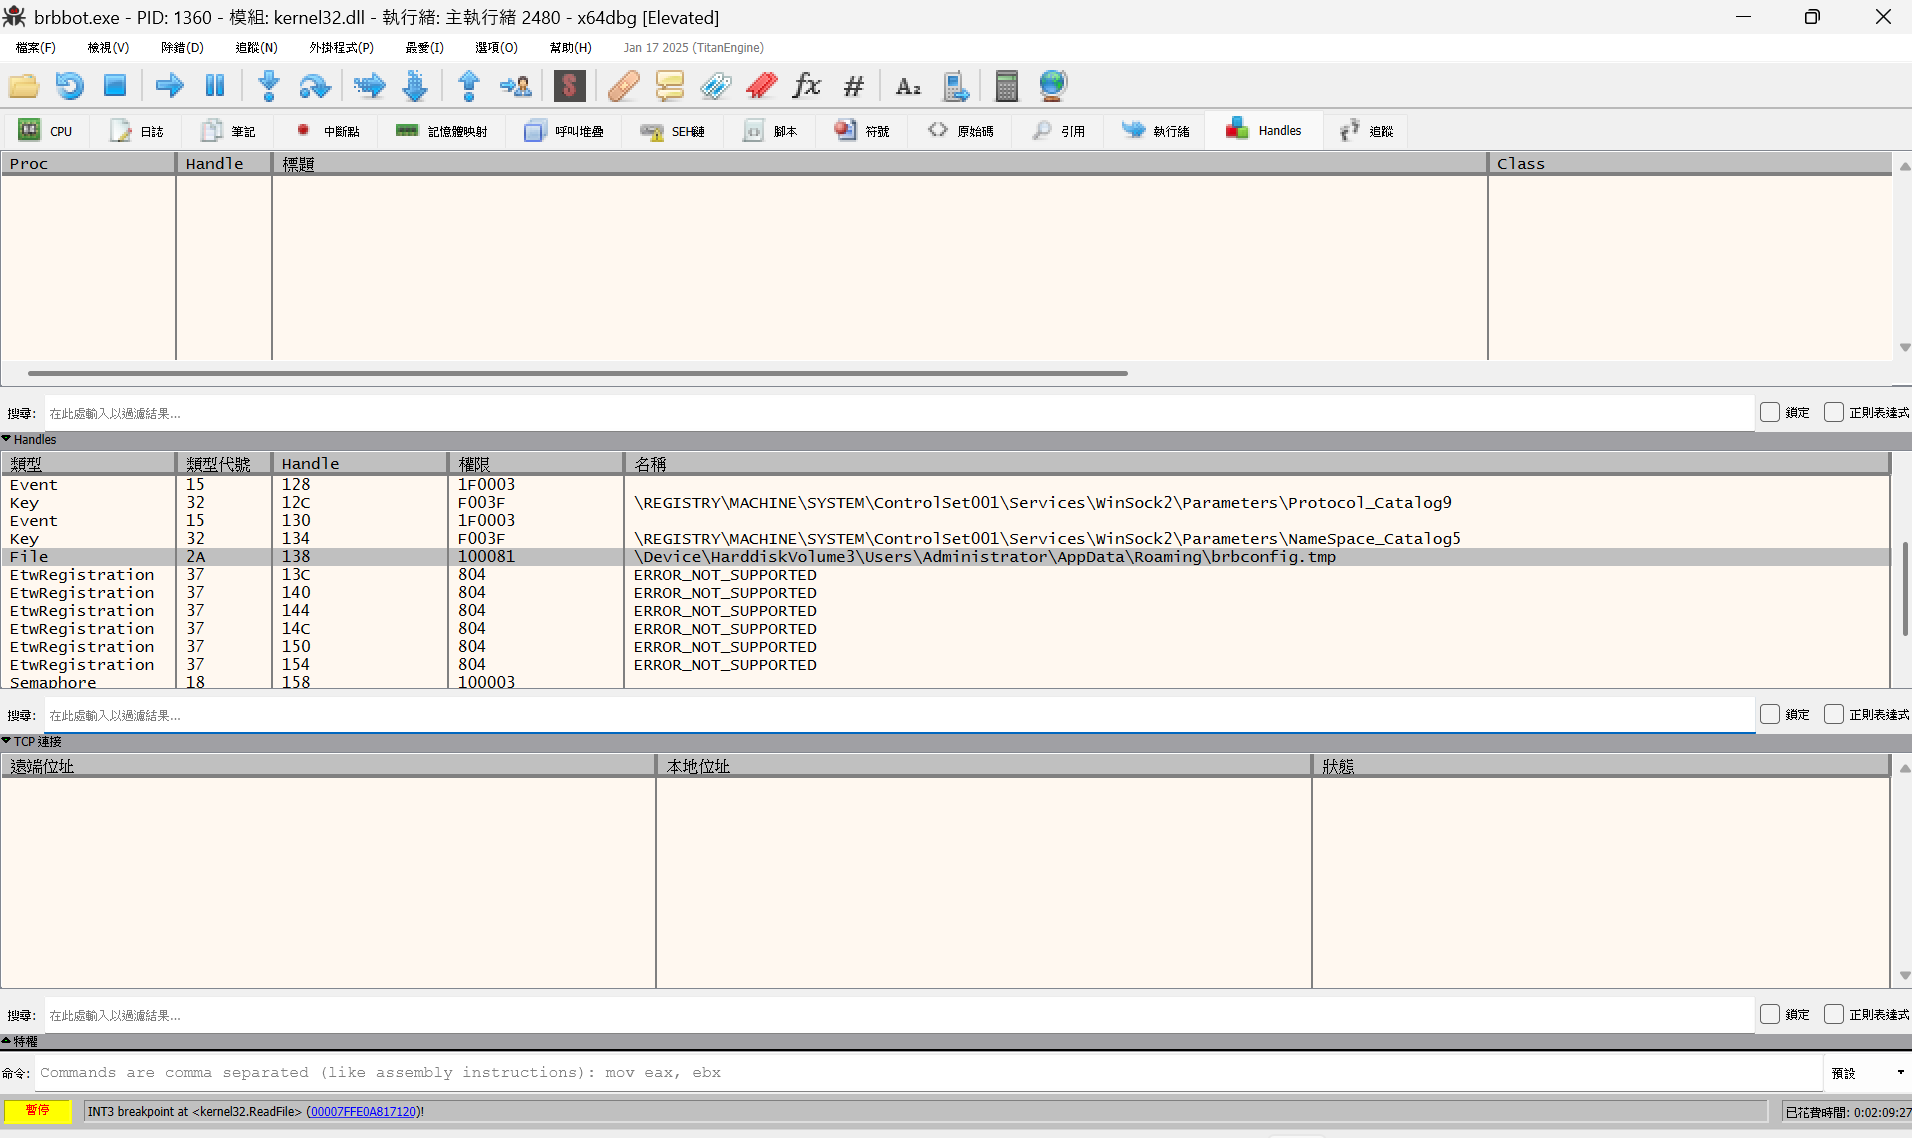 brbbot.exe - PID: 1360 - 模組: kernel32.dll - 執行緒: 主執行緒 2480 - x64dbg [Elevated]
檔案(F) 檢視(V) 除錯(D) 追蹤(N) 外掛程式(P) 最愛(I) 選項(O) 幫助(H) Jan 17 2025 (TitanEngine)
CPU 日誌 筆記 中斷點 記憶體映射 呼叫堆疊 SEH鏈 腳本 符號 原始碼 引用 執行緒 Handles 追蹤
Proc Handle 標題 Class
搜尋: 在此處輸入以過濾結果... 鎖定 正則表達式
Handles
類型 類型代號 Handle 權限 名稱
Event 15 128 1F0003
Key 32 12C F003F \REGISTRY\MACHINE\SYSTEM\ControlSet001\Services\WinSock2\Parameters\Protocol_Catalog9
Event 15 130 1F0003
Key 32 134 F003F \REGISTRY\MACHINE\SYSTEM\ControlSet001\Services\WinSock2\Parameters\NameSpace_Catalog5
File 2A 138 100081 \Device\HarddiskVolume3\Users\Administrator\AppData\Roaming\brbconfig.tmp
EtwRegistration 37 13C 804 ERROR_NOT_SUPPORTED
EtwRegistration 37 140 804 ERROR_NOT_SUPPORTED
EtwRegistration 37 144 804 ERROR_NOT_SUPPORTED
EtwRegistration 37 14C 804 ERROR_NOT_SUPPORTED
EtwRegistration 37 150 804 ERROR_NOT_SUPPORTED
EtwRegistration 37 154 804 ERROR_NOT_SUPPORTED
Semaphore 18 158 100003
搜尋: 在此處輸入以過濾結果... 鎖定 正則表達式
TCP 連接
遠端位址 本地位址 狀態
搜尋: 在此處輸入以過濾結果... 鎖定 正則表達式
特權
命令: Commands are comma separated (like assembly instructions): mov eax, ebx 預設
暫停 INT3 breakpoint at <kernel32.ReadFile> (00007FFE0A817120)! 已花費時間: 0:02:09:27